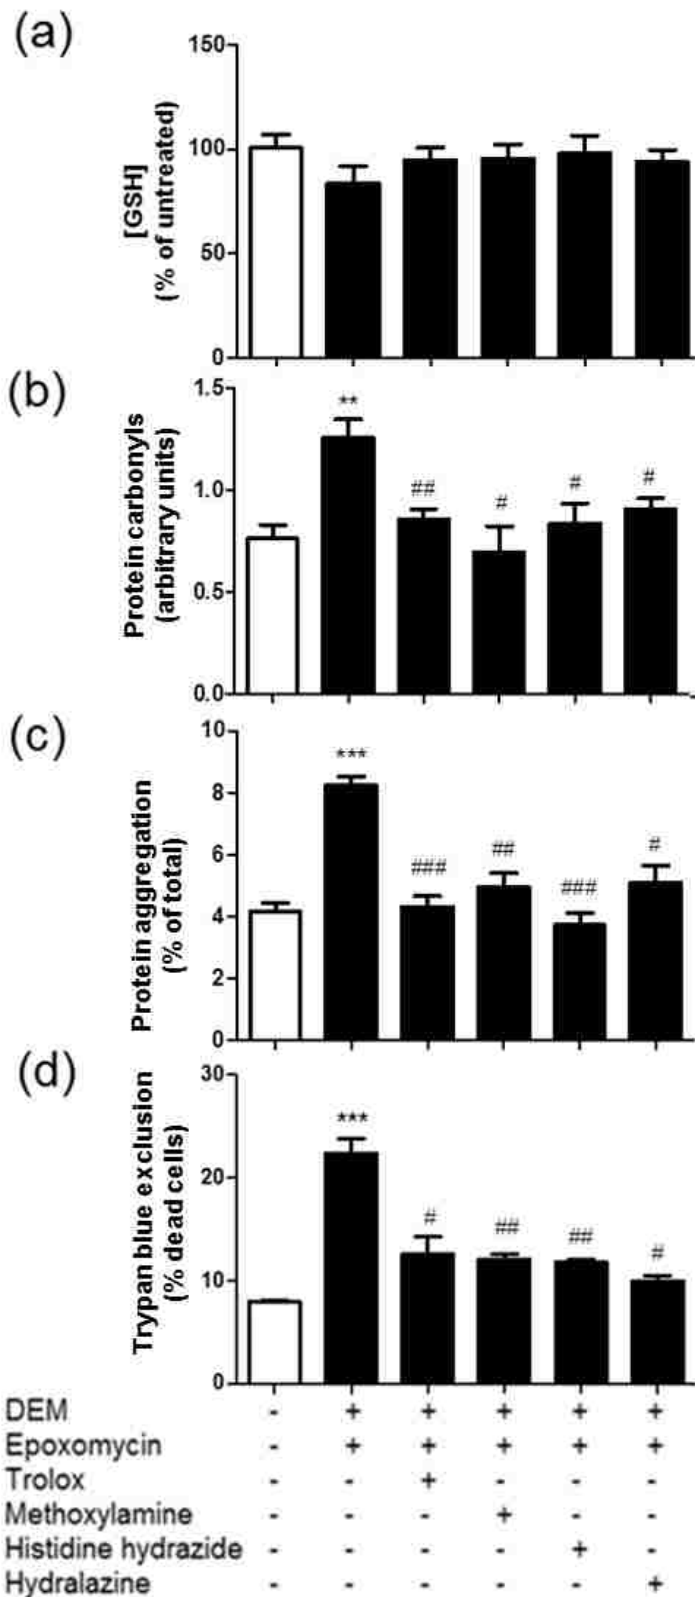 (a)
150
100
50
0
[GSH]
(% of untreated)
(b)
1.5
1.0
0.5
0.0
Protein carbonyls
(arbitrary units)
**
##
#
#
#
(c)
10
8
6
4
2
0
Protein aggregation
(% of total)
***
###
##
###
#
(d)
30
20
10
0
Trypan blue exclusion
(% dead cells)
***
#
##
##
#
DEM - + + + + +
Epoxomycin - + + + + +
Trolox - - + - - -
Methoxylamine - - - + - -
Histidine hydrazide - - - - + -
Hydralazine - - - - - +